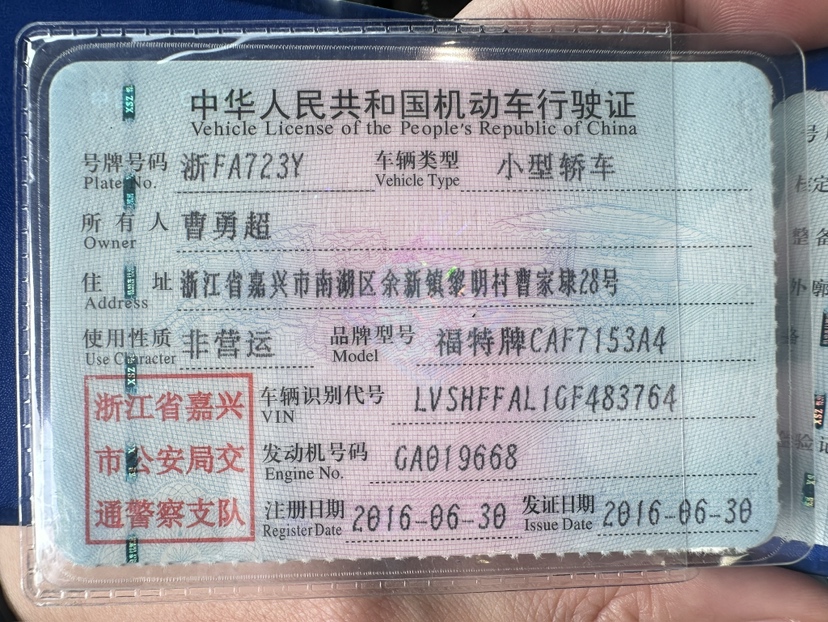 中华人民共和国机动车行驶证
Vehicle License of the People's Republic of China
号牌号码 浙FA723Y 车辆类型 小型轿车
Plate No. Vehicle Type
所有人 曹勇超
Owner
住址 浙江省嘉兴市南湖区余新镇黎明村曹家埭28号
Address
使用性质 非营运 品牌型号 福特牌CAF7153A4
Use Character Model
浙江省嘉兴
市公安局交
通警察支队
车辆识别代号 LVSHFFAL1GF483764
VIN
发动机号码 GA019668
Engine No.
注册日期 2016-06-30 发证日期 2016-06-30
Register Date Issue Date